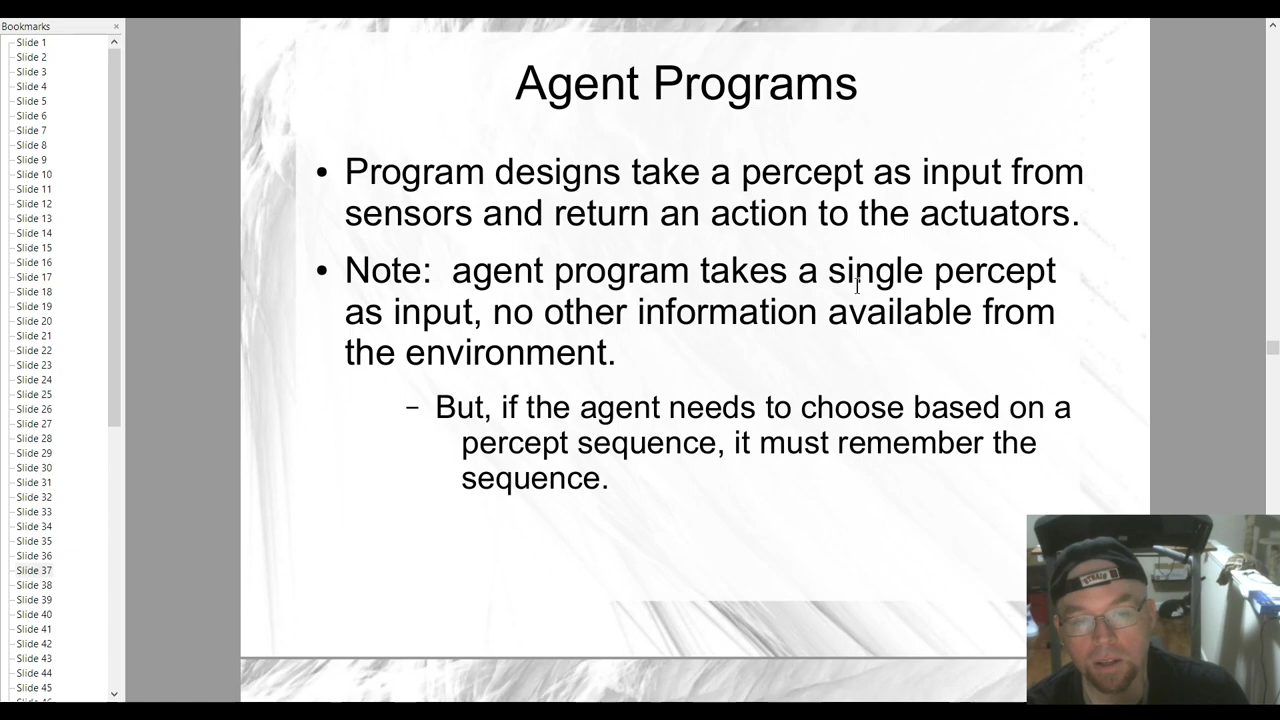 Bookmarks
Slide 1
Slide 2
Slide 3
Slide 4
Slide 5
Slide 6
Slide 7
Slide 8
Slide 9
Slide 10
Slide 11
Slide 12
Slide 13
Slide 14
Slide 15
Slide 16
Slide 17
Slide 18
Slide 19
Slide 20
Slide 21
Slide 22
Slide 23
Slide 24
Slide 25
Slide 26
Slide 27
Slide 28
Slide 29
Slide 30
Slide 31
Slide 32
Slide 33
Slide 34
Slide 35
Slide 36
Slide 37
Slide 38
Slide 39
Slide 40
Slide 41
Slide 42
Slide 43
Slide 44
Slide 45
Agent Programs
• Program designs take a percept as input from
sensors and return an action to the actuators.
• Note: agent program takes a single percept
as input, no other information available from
the environment.
– But, if the agent needs to choose based on a
percept sequence, it must remember the
sequence.